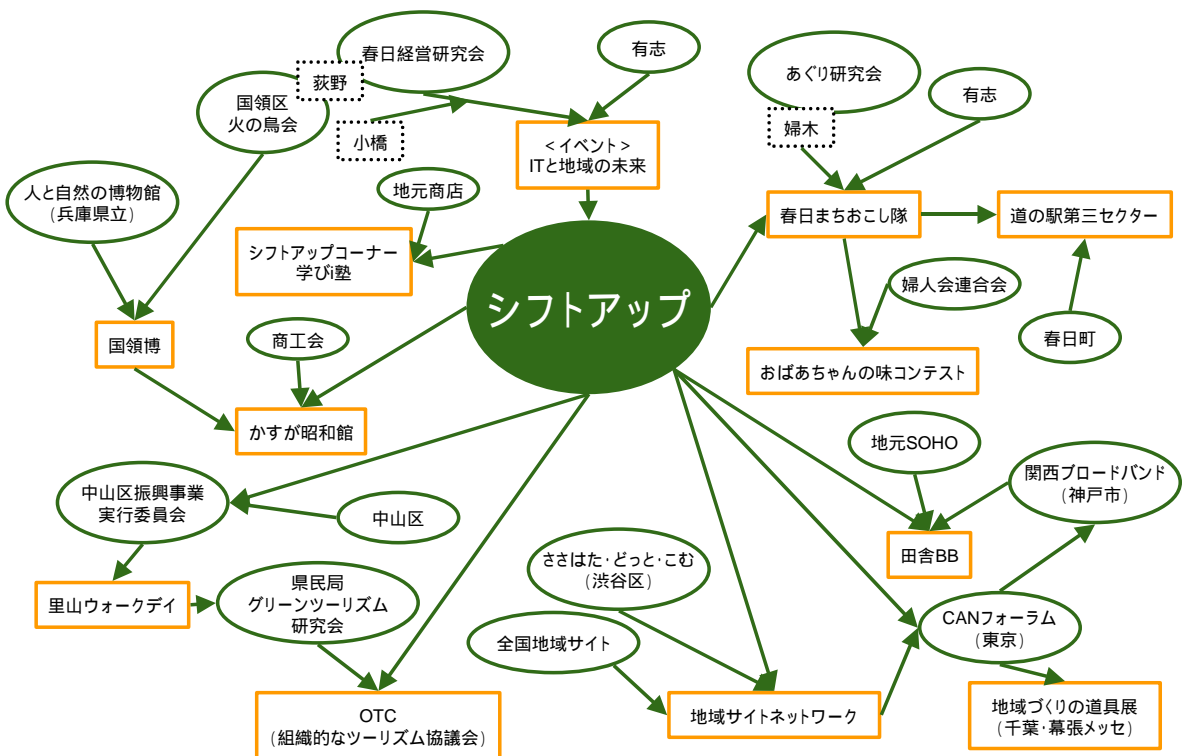 春日経営研究会
有志
荻野
あぐり研究会
国領区
火の鳥会
有志
小橋
婦木
<イベント>
ITと地域の未来
人と自然の博物館
(兵庫県立)
地元商店
春日まちおこし隊
道の駅第三セクター
シフトアップコーナー
学びi塾
シフトアップ
婦人会連合会
国領博
商工会
春日町
おばあちゃんの味コンテスト
かすが昭和館
地元SOHO
関西ブロードバンド
(神戸市)
中山区振興事業
実行委員会
中山区
田舎BB
ささはた・どっと・こむ
(渋谷区)
里山ウォークデイ
県民局
グリーンツーリズム
研究会
CANフォーラム
(東京)
全国地域サイト
OTC
(組織的なツーリズム協議会)
地域サイトネットワーク
地域づくりの道具展
(千葉・幕張メッセ)